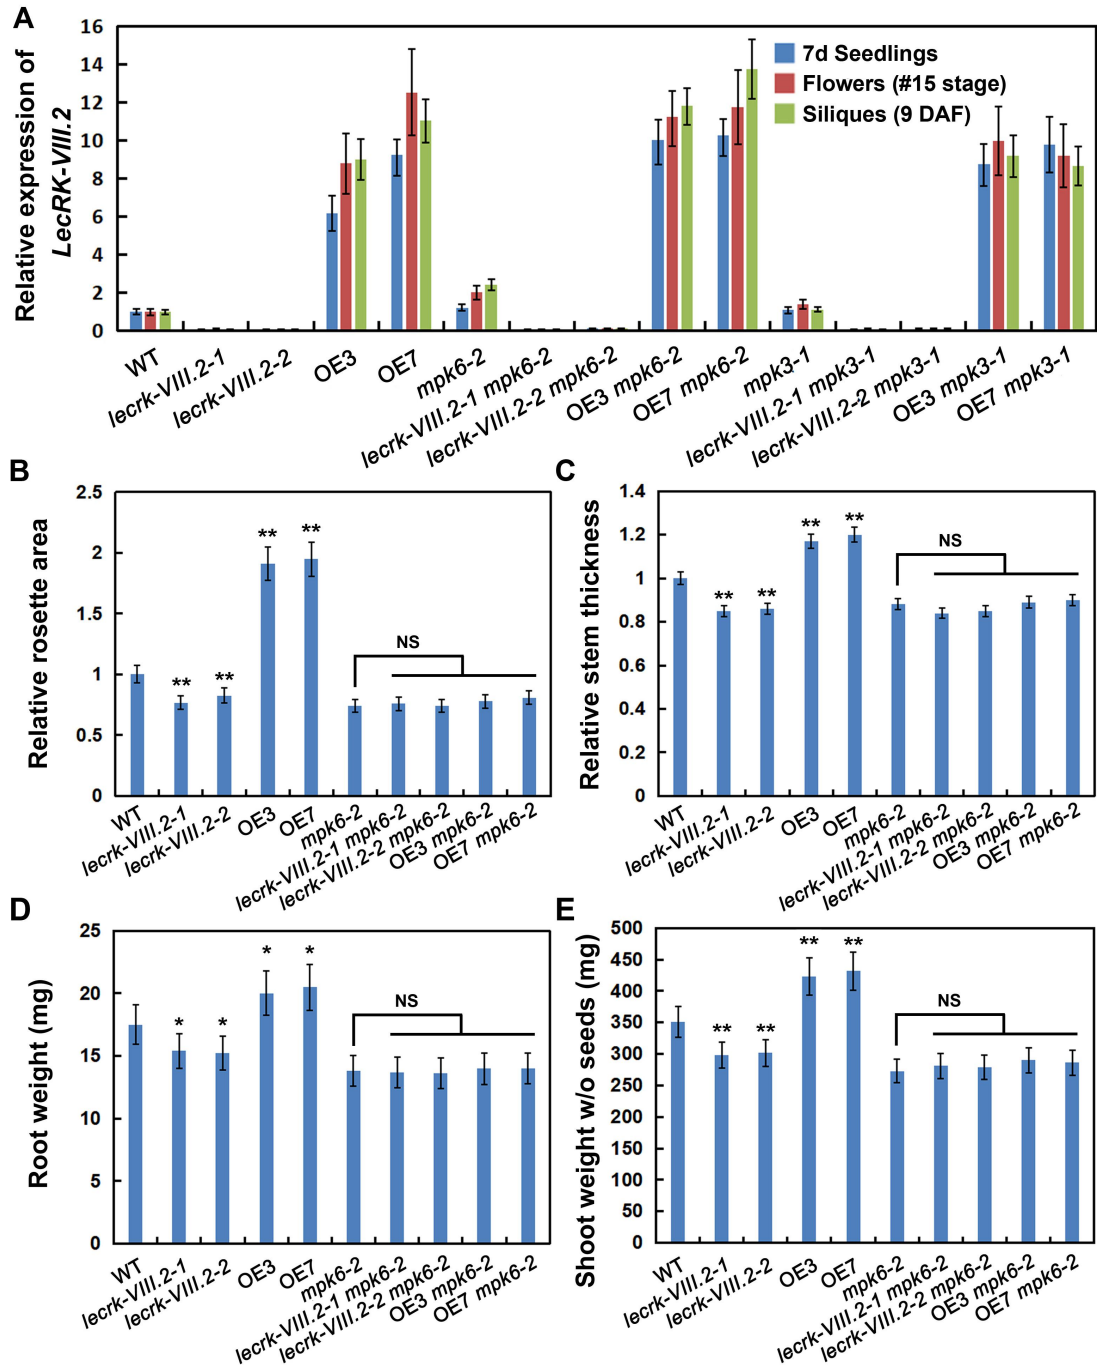 A
Relative expression of
LecRK-VIII.2
16
14
12
10
8
6
4
2
0
7d Seedlings
Flowers (#15 stage)
Siliques (9 DAF)
WT
lecrk-VIII.2-1
lecrk-VIII.2-2
OE3
OE7
mpk6-2
lecrk-VIII.2-1 mpk6-2
lecrk-VIII.2-2 mpk6-2
OE3 mpk6-2
OE7 mpk6-2
mpk3-1
lecrk-VIII.2-1 mpk3-1
lecrk-VIII.2-2 mpk3-1
OE3 mpk3-1
OE7 mpk3-1
B
Relative rosette area
2.5
2
1.5
1
0.5
0
** ** ** **
NS
WT
lecrk-VIII.2-1
lecrk-VIII.2-2
OE3
OE7
mpk6-2
lecrk-VIII.2-1 mpk6-2
lecrk-VIII.2-2 mpk6-2
OE3 mpk6-2
OE7 mpk6-2
C
Relative stem thickness
1.4
1.2
1
0.8
0.6
0.4
0.2
0
** ** ** **
NS
WT
lecrk-VIII.2-1
lecrk-VIII.2-2
OE3
OE7
mpk6-2
lecrk-VIII.2-1 mpk6-2
lecrk-VIII.2-2 mpk6-2
OE3 mpk6-2
OE7 mpk6-2
D
Root weight (mg)
25
20
15
10
5
0
* * * *
NS
WT
lecrk-VIII.2-1
lecrk-VIII.2-2
OE3
OE7
mpk6-2
lecrk-VIII.2-1 mpk6-2
lecrk-VIII.2-2 mpk6-2
OE3 mpk6-2
OE7 mpk6-2
E
Shoot weight w/o seeds (mg)
500
450
400
350
300
250
200
150
100
50
0
** ** ** **
NS
WT
lecrk-VIII.2-1
lecrk-VIII.2-2
OE3
OE7
mpk6-2
lecrk-VIII.2-1 mpk6-2
lecrk-VIII.2-2 mpk6-2
OE3 mpk6-2
OE7 mpk6-2